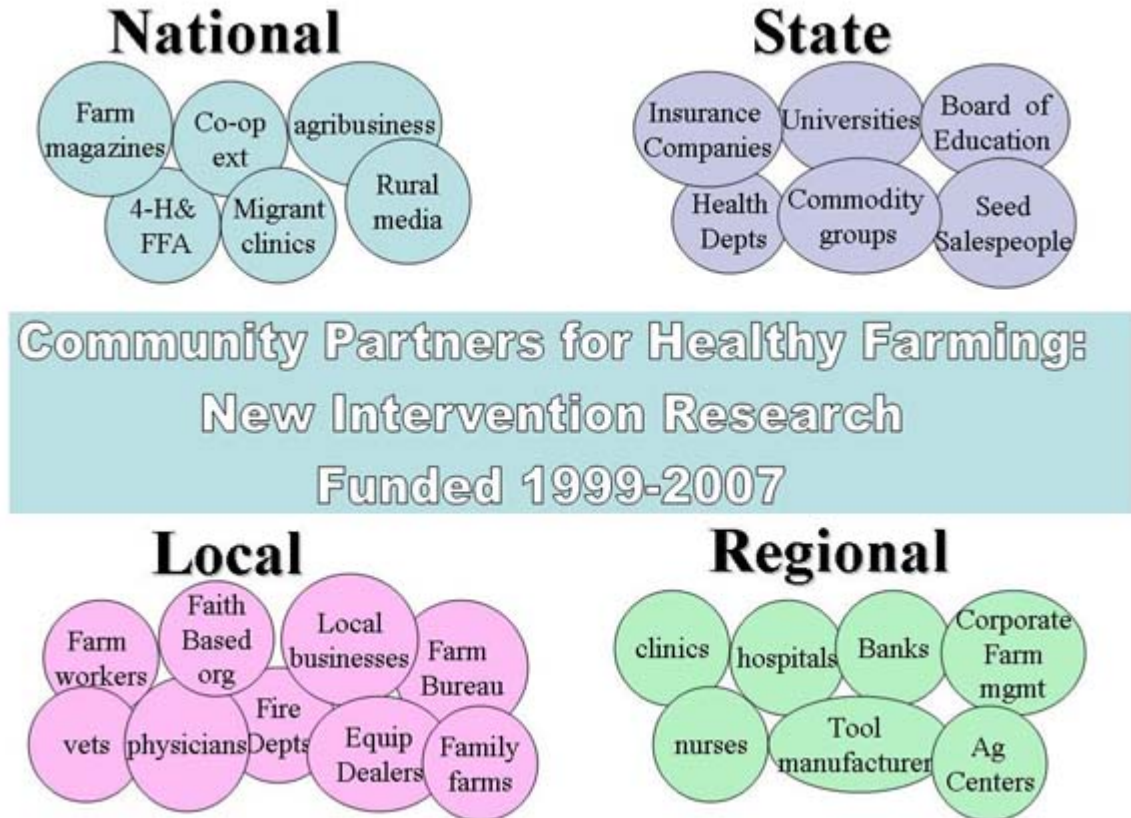 National
Farm
magazines
Co-op
ext
agribusiness
4-H&
FFA
Migrant
clinics
Rural
media
State
Insurance
Companies
Universities
Board of
Education
Health
Depts
Commodity
groups
Seed
Salespeople
Community Partners for Healthy Farming:
New Intervention Research
Funded 1999-2007
Local
Farm
workers
Faith
Based
org
Local
businesses
Farm
Bureau
vets
physicians
Fire
Depts
Equip
Dealers
Family
farms
Regional
clinics
hospitals
Banks
Corporate
Farm
mgmt
nurses
Tool
manufacturer
Ag
Centers